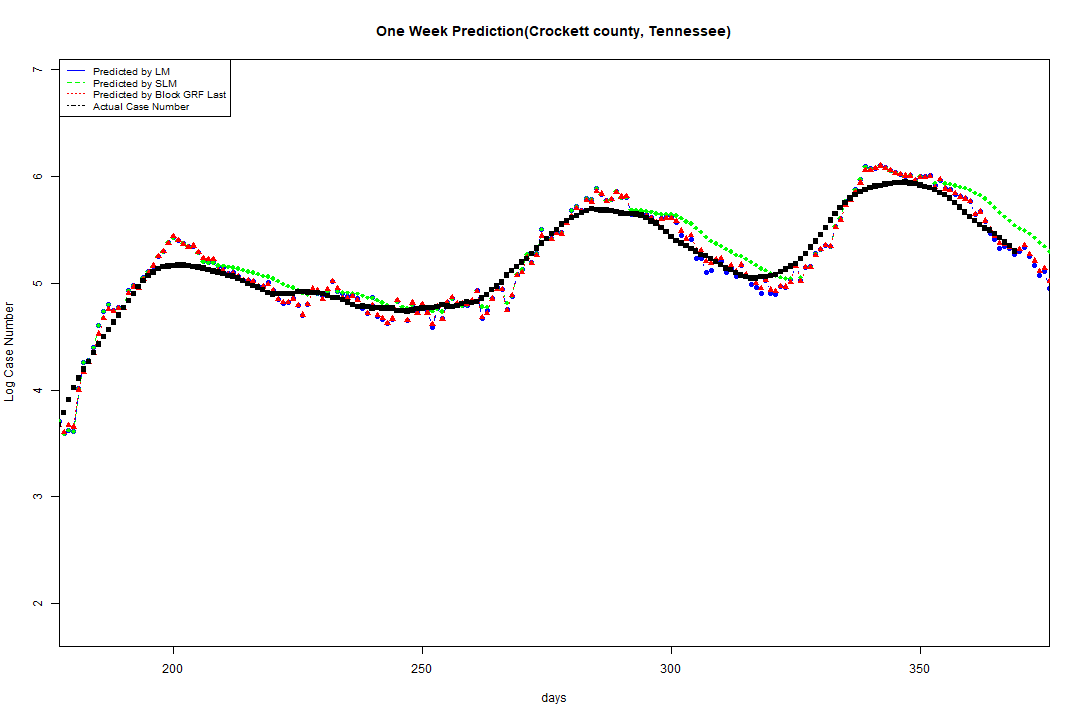 One Week Prediction(Crockett county, Tennessee)
Predicted by LM
Predicted by SLM
Predicted by Block GRF Last
Actual Case Number
7
6
5
4
3
2
Log Case Number
200 250 300 350
days